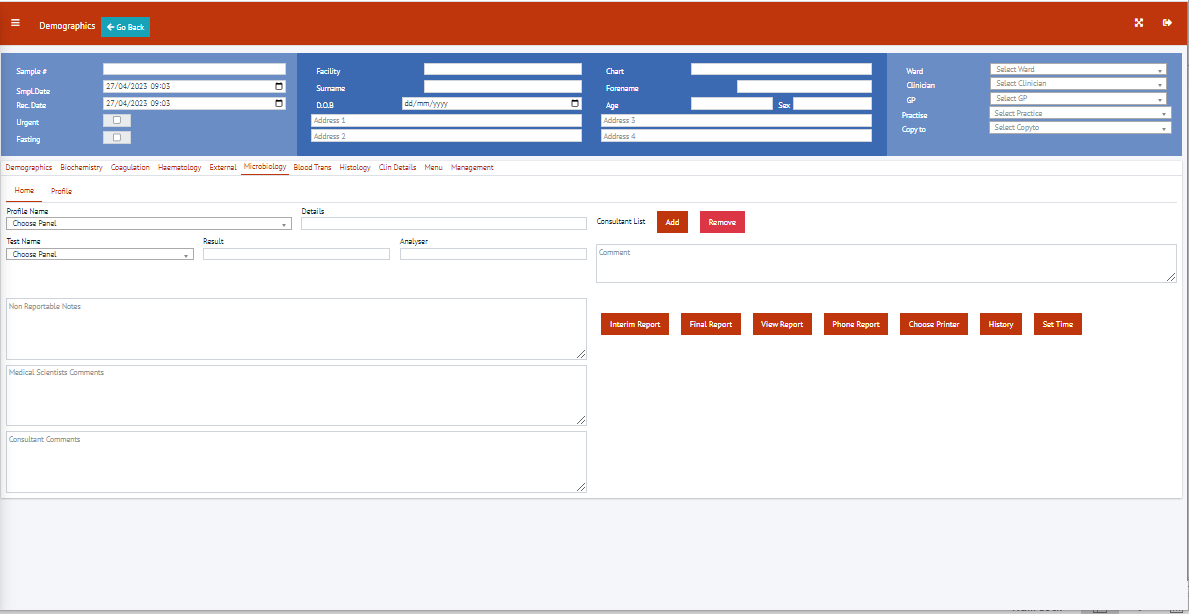 Demographics Go Back
Sample # Facility Chart Ward Select Ward
Smpl.Date 27/04/2023 09:03 Surname Forename Clinician Select Clinician
Rec. Date 27/04/2023 09:03 D.O.B dd/mm/yyyy Age Sex GP Select GP
Urgent Address 1 Address 3 Practise Select Practice
Fasting Address 2 Address 4 Copy to Select Copyto
Demographics Biochemistry Coagulation Haematology External Microbiology Blood Trans Histology Clin Details Menu Management
Home Profile
Profile Name Details
Choose Panel Consultant List Add Remove
Test Name Result Analyser
Choose Panel Comment
Non Reportable Notes
Interim Report Final Report View Report Phone Report Choose Printer History Set Time
Medical Scientists Comments
Consultant Comments